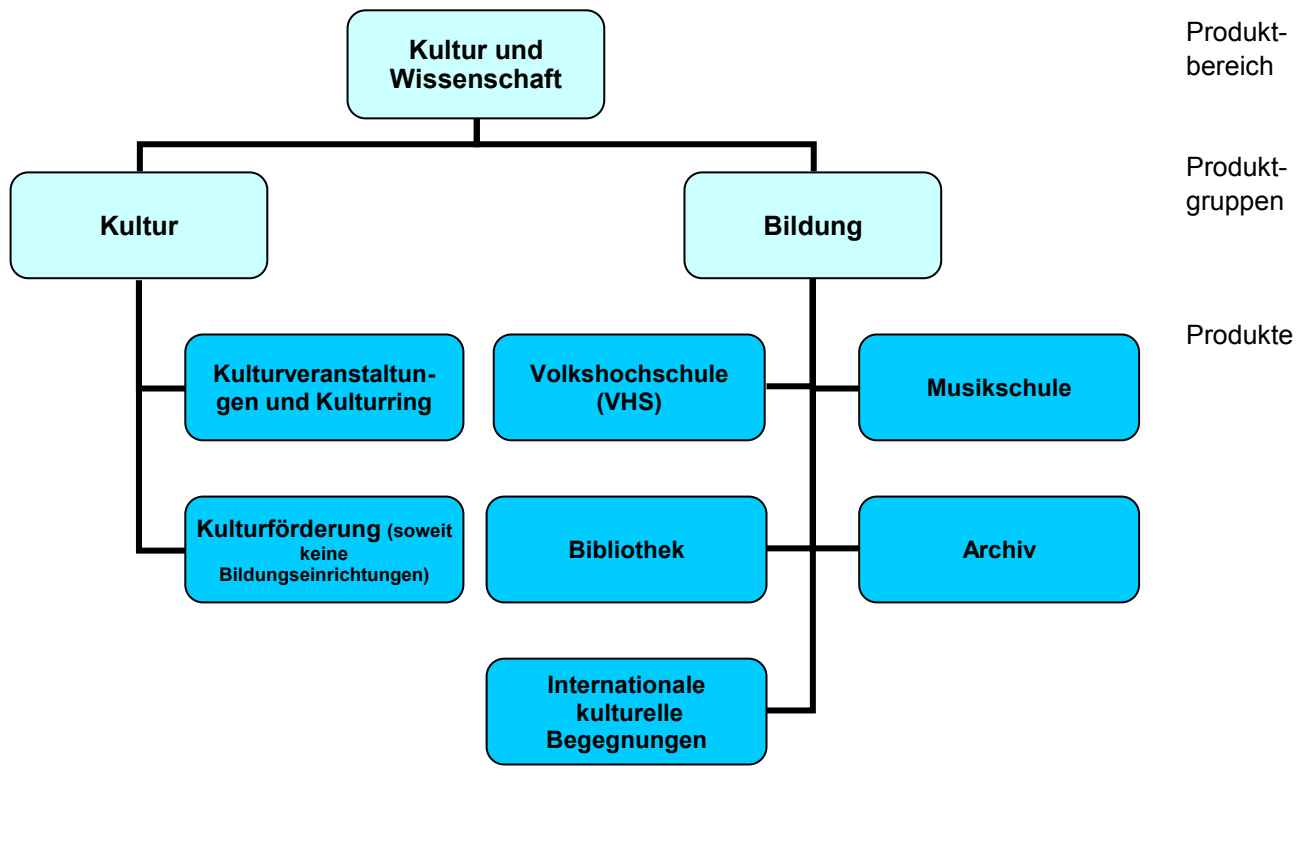 Kultur und
Wissenschaft
Produkt-
bereich
Kultur
Bildung
Produkt-
gruppen
Kulturveranstaltun-
gen und Kulturring
Volkshochschule
(VHS)
Musikschule
Produkte
Kulturförderung (soweit
keine
Bildungseinrichtungen)
Bibliothek
Archiv
Internationale
kulturelle
Begegnungen